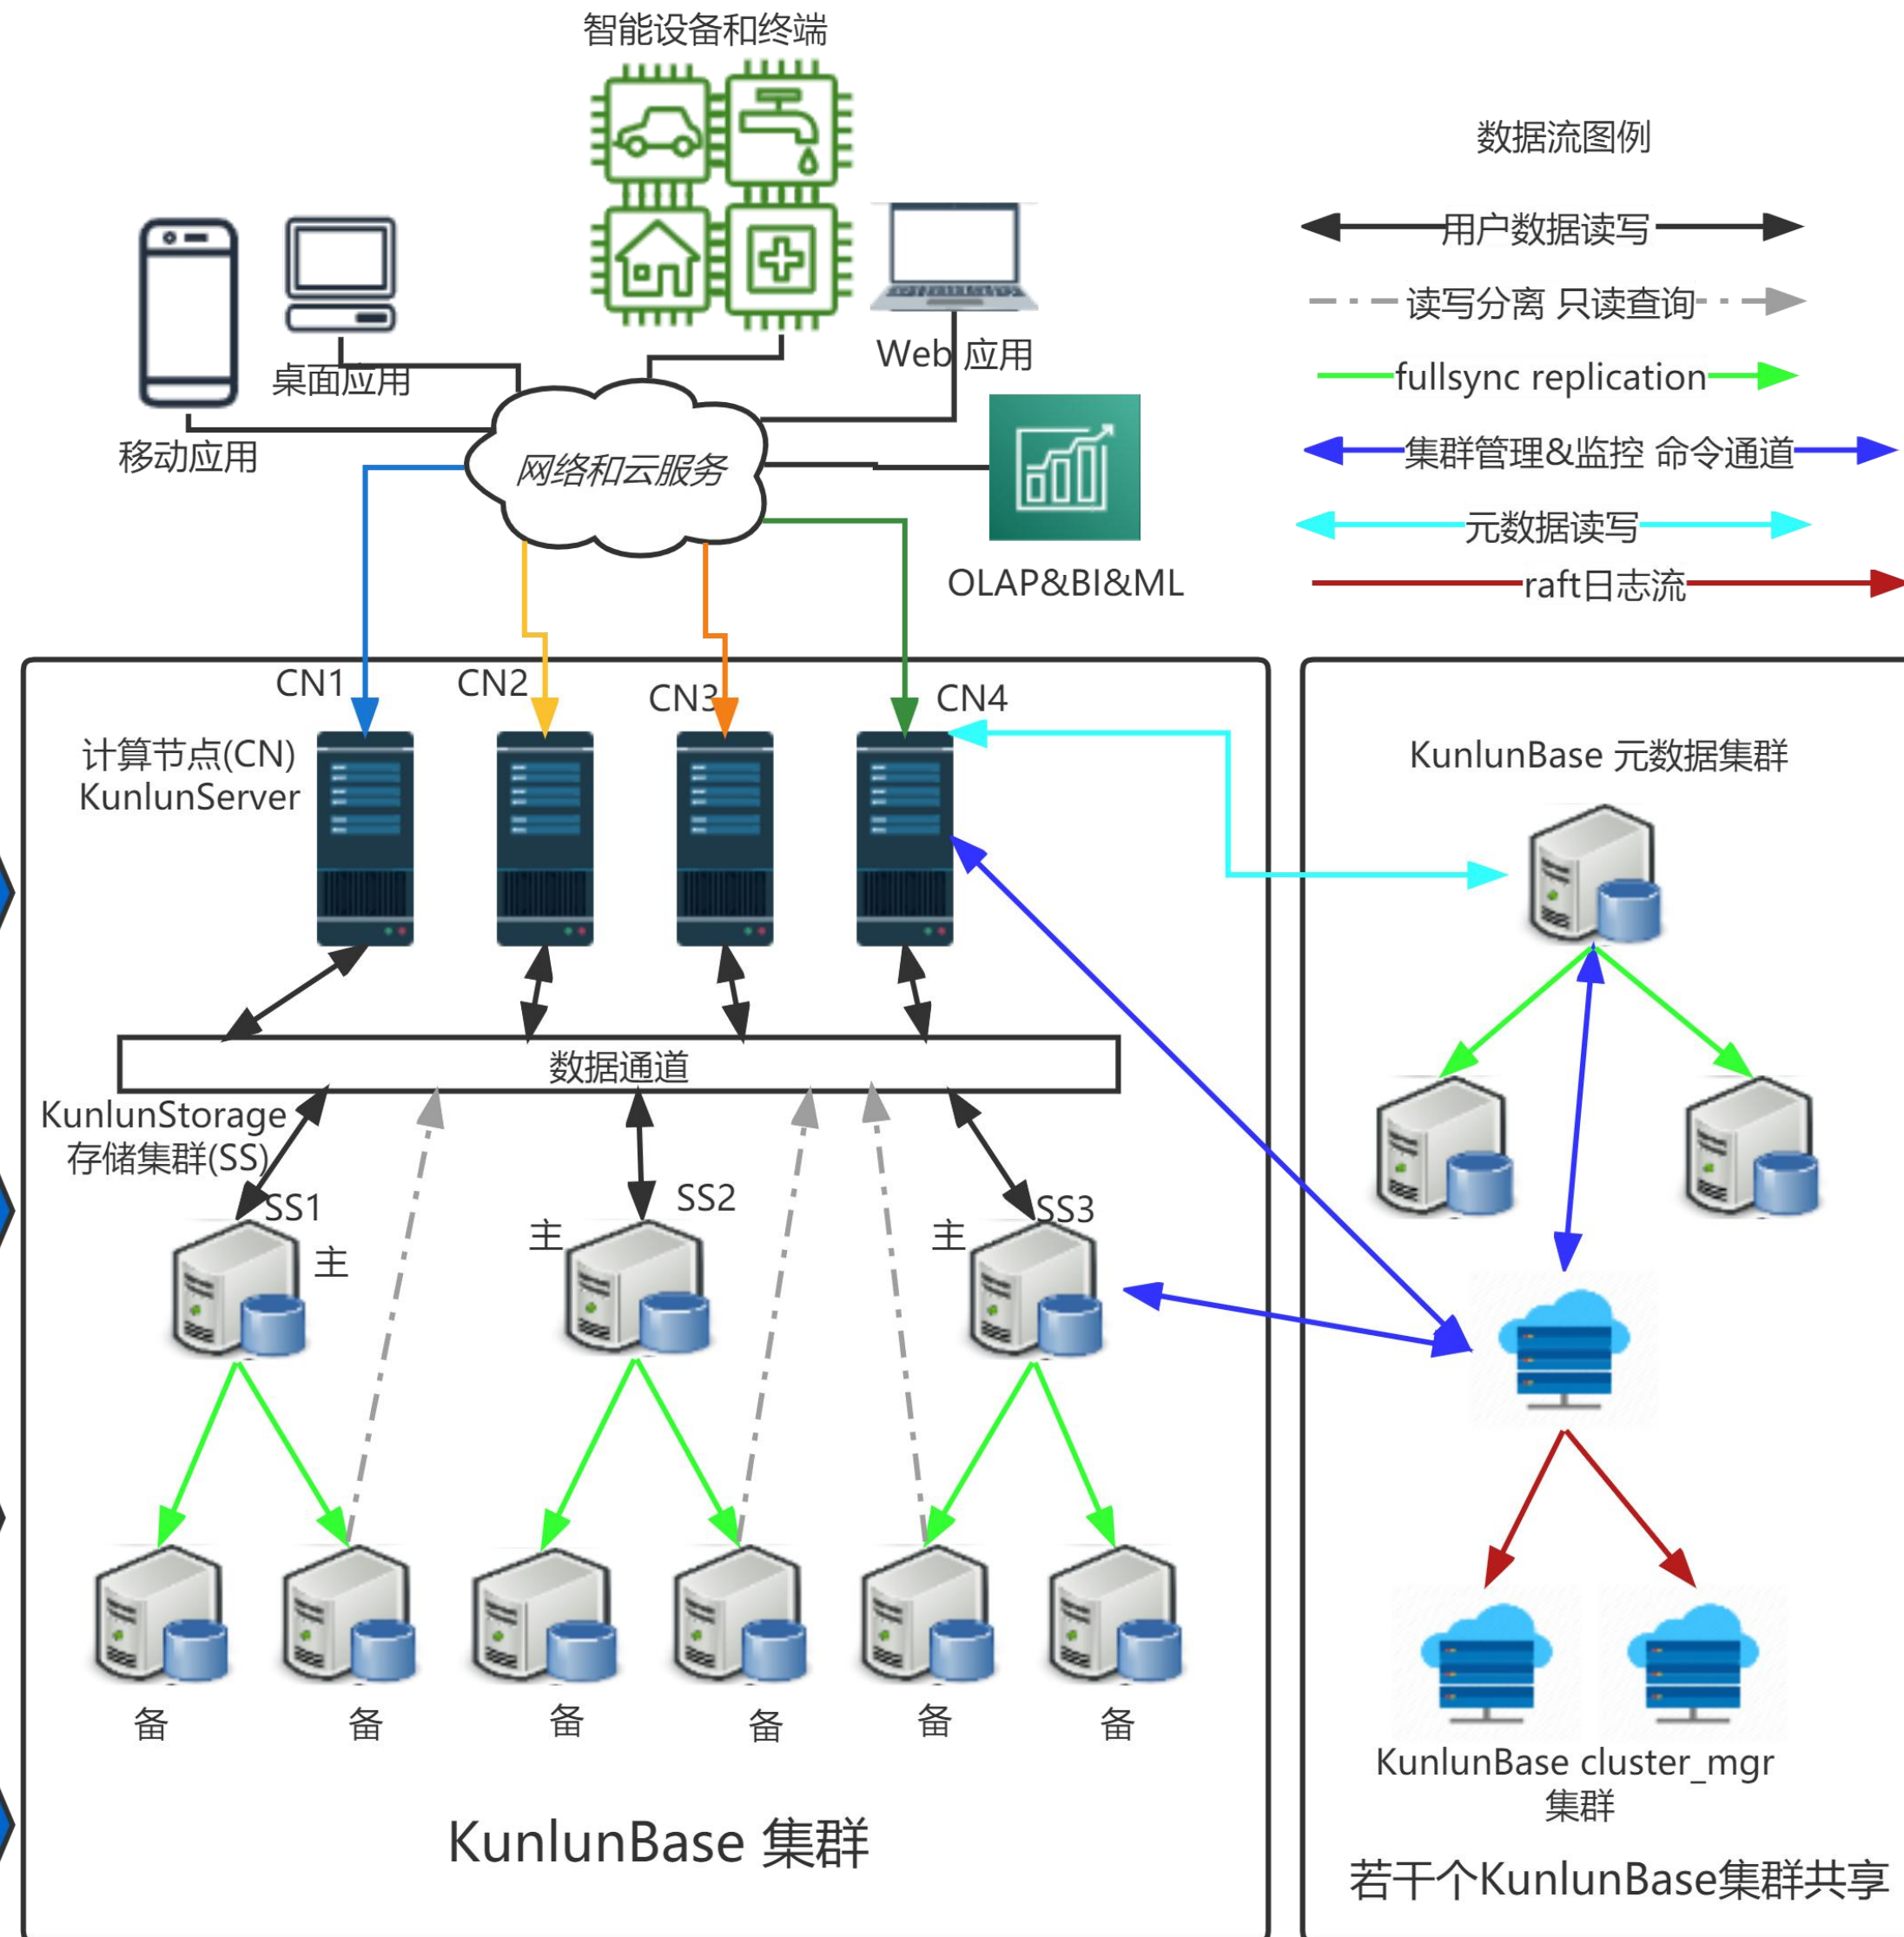 智能设备和终端
数据流图例
用户数据读写
读写分离 只读查询
fullsync replication
集群管理&监控 命令通道
元数据读写
raft日志流
桌面应用
Web 应用
移动应用
网络和云服务
OLAP&BI&ML
CN1
CN2
CN3
CN4
计算节点(CN)
KunlunServer
KunlunBase 元数据集群
数据通道
KunlunStorage
存储集群(SS)
SS1
主
SS2
主
SS3
主
备
备
备
备
备
备
KunlunBase cluster_mgr
集群
KunlunBase 集群
若干个KunlunBase集群共享